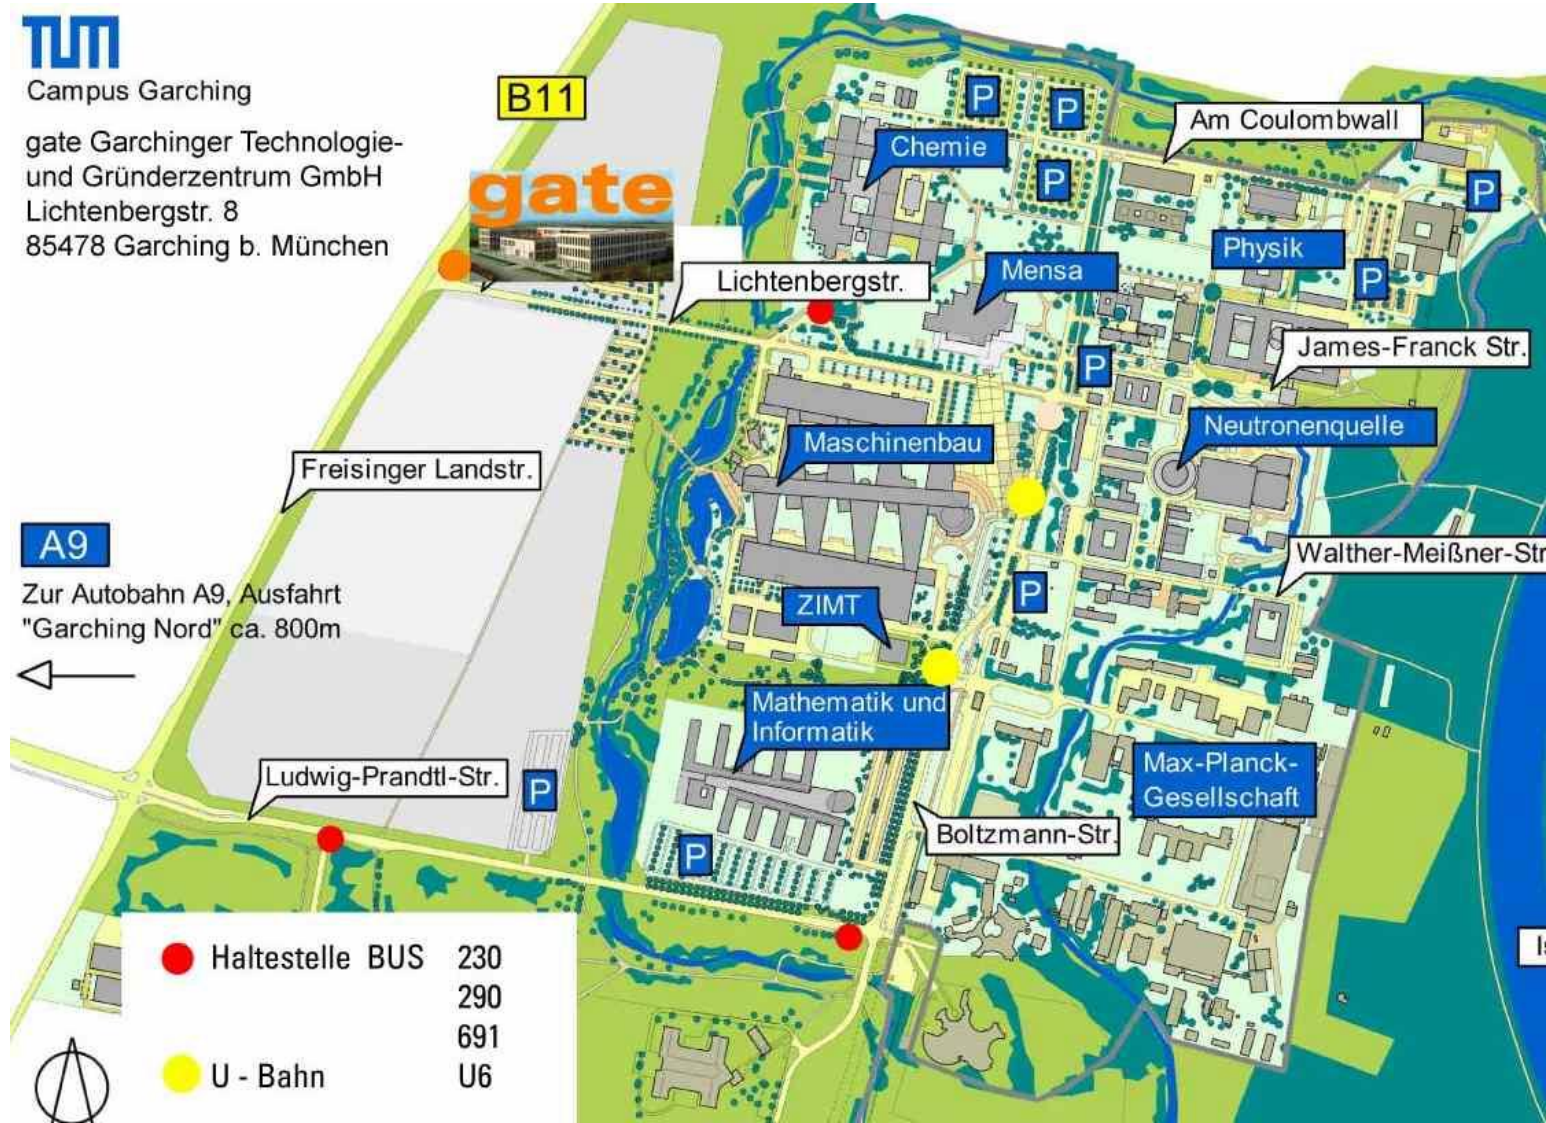 TUM
Campus Garching
gate Garchinger Technologie-
und Gründerzentrum GmbH
Lichtenbergstr. 8
85478 Garching b. München
B11
gate
P
P
P
Am Coulombwall
Chemie
P
Physik
Mensa
P
Lichtenbergstr.
James-Franck Str.
P
Neutronenquelle
Maschinenbau
Freisinger Landstr.
A9
Zur Autobahn A9, Ausfahrt
"Garching Nord" ca. 800m
Walther-Meißner-Str
P
ZIMT
Mathematik und
Informatik
Max-Planck-
Gesellschaft
Ludwig-Prandtl-Str.
P
Boltzmann-Str.
P
Haltestelle BUS 230
290
691
U - Bahn U6